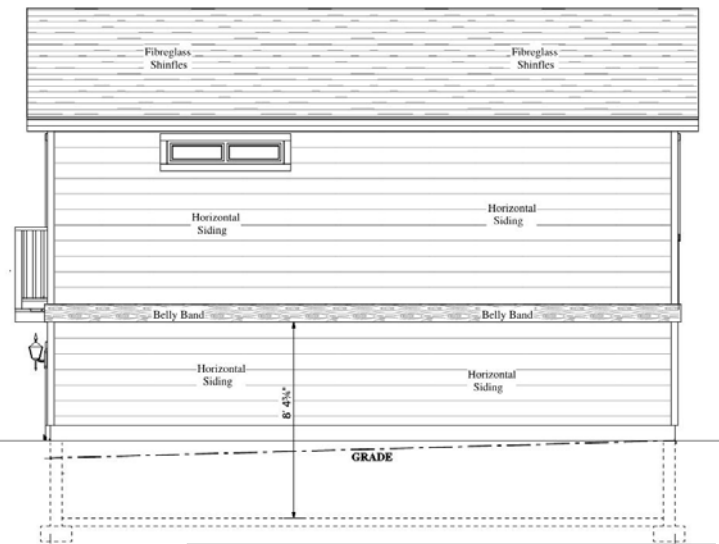 Fibreglass
Shinfles
Fibreglass
Shinfles
Horizontal
Siding
Horizontal
Siding
Belly Band
Belly Band
Horizontal
Siding
Horizontal
Siding
8' 4¾"
GRADE